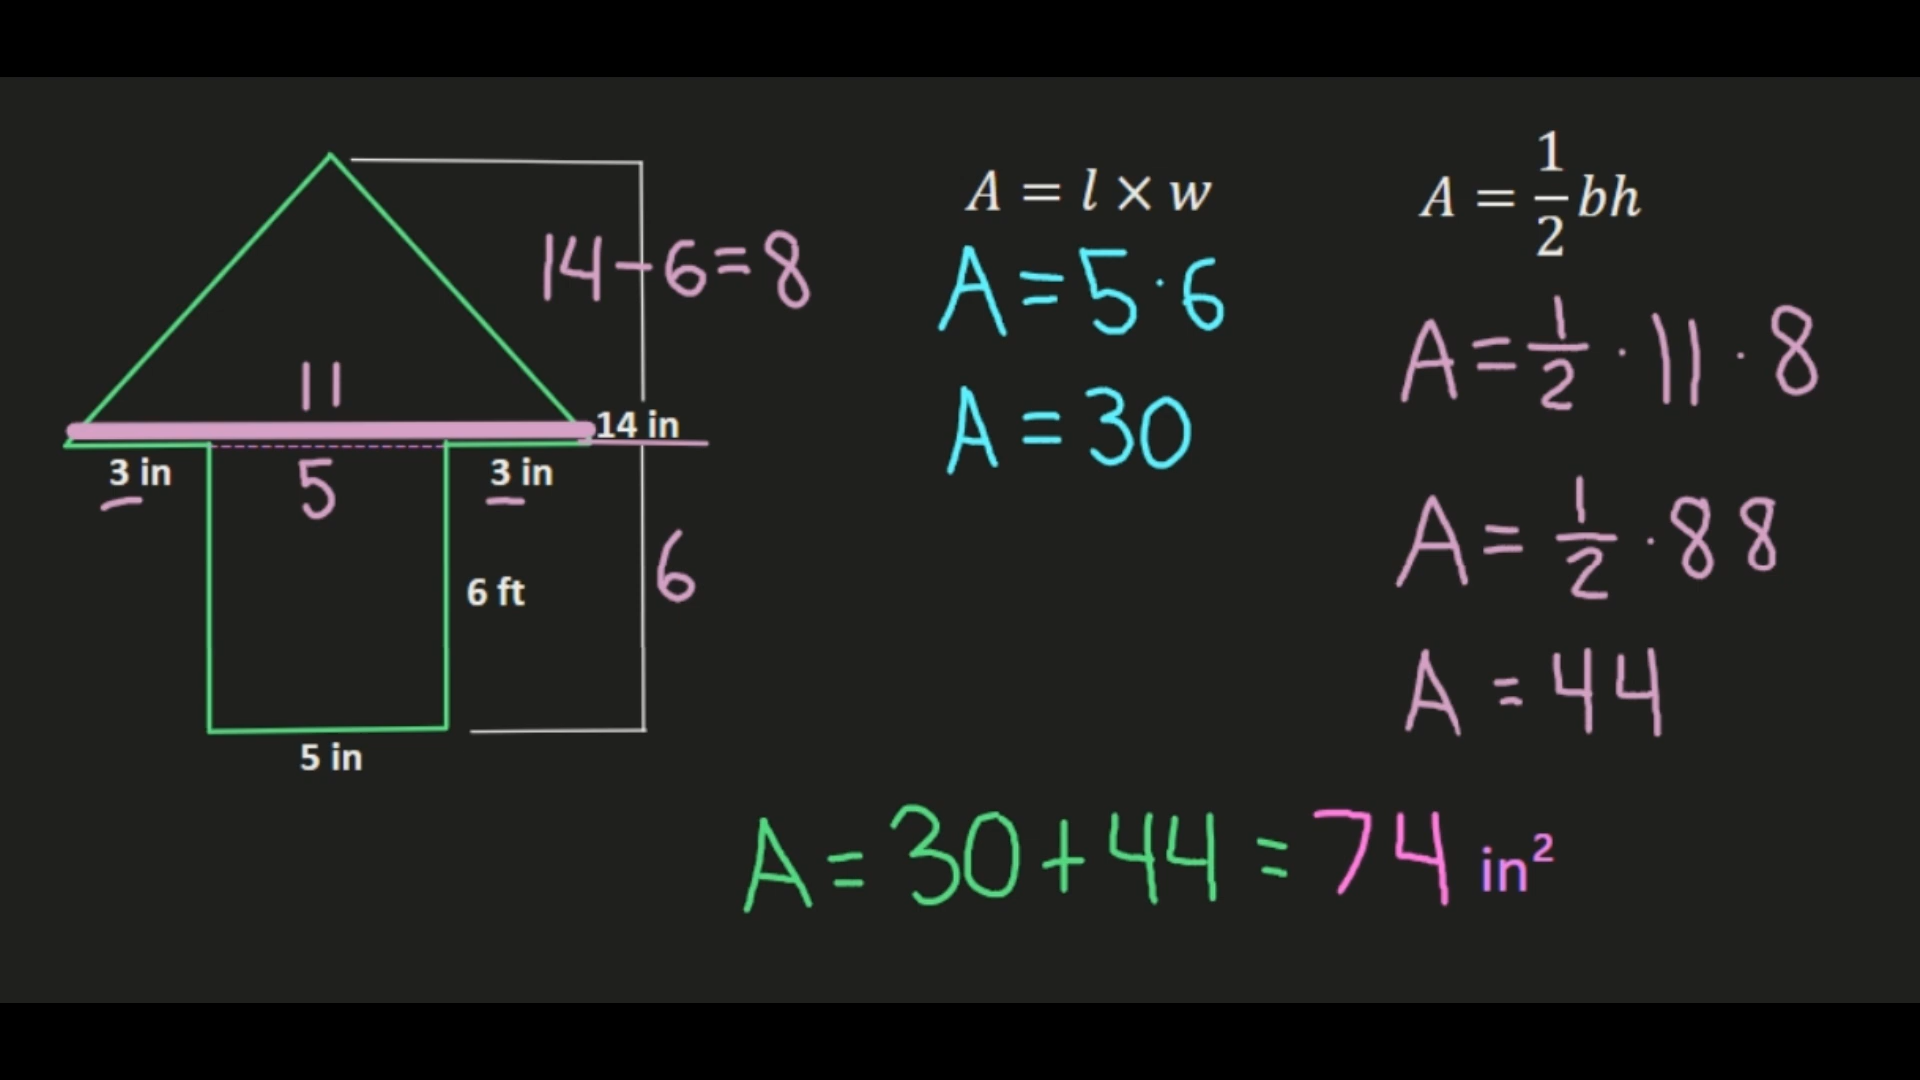 14-6=8
11
14 in
3 in
5
3 in
6 ft
6
5 in
A = l × w
A=5·6
A=30
A = 1/2 bh
A=1/2·11·8
A=1/2·88
A=44
A=30+44=74 in²